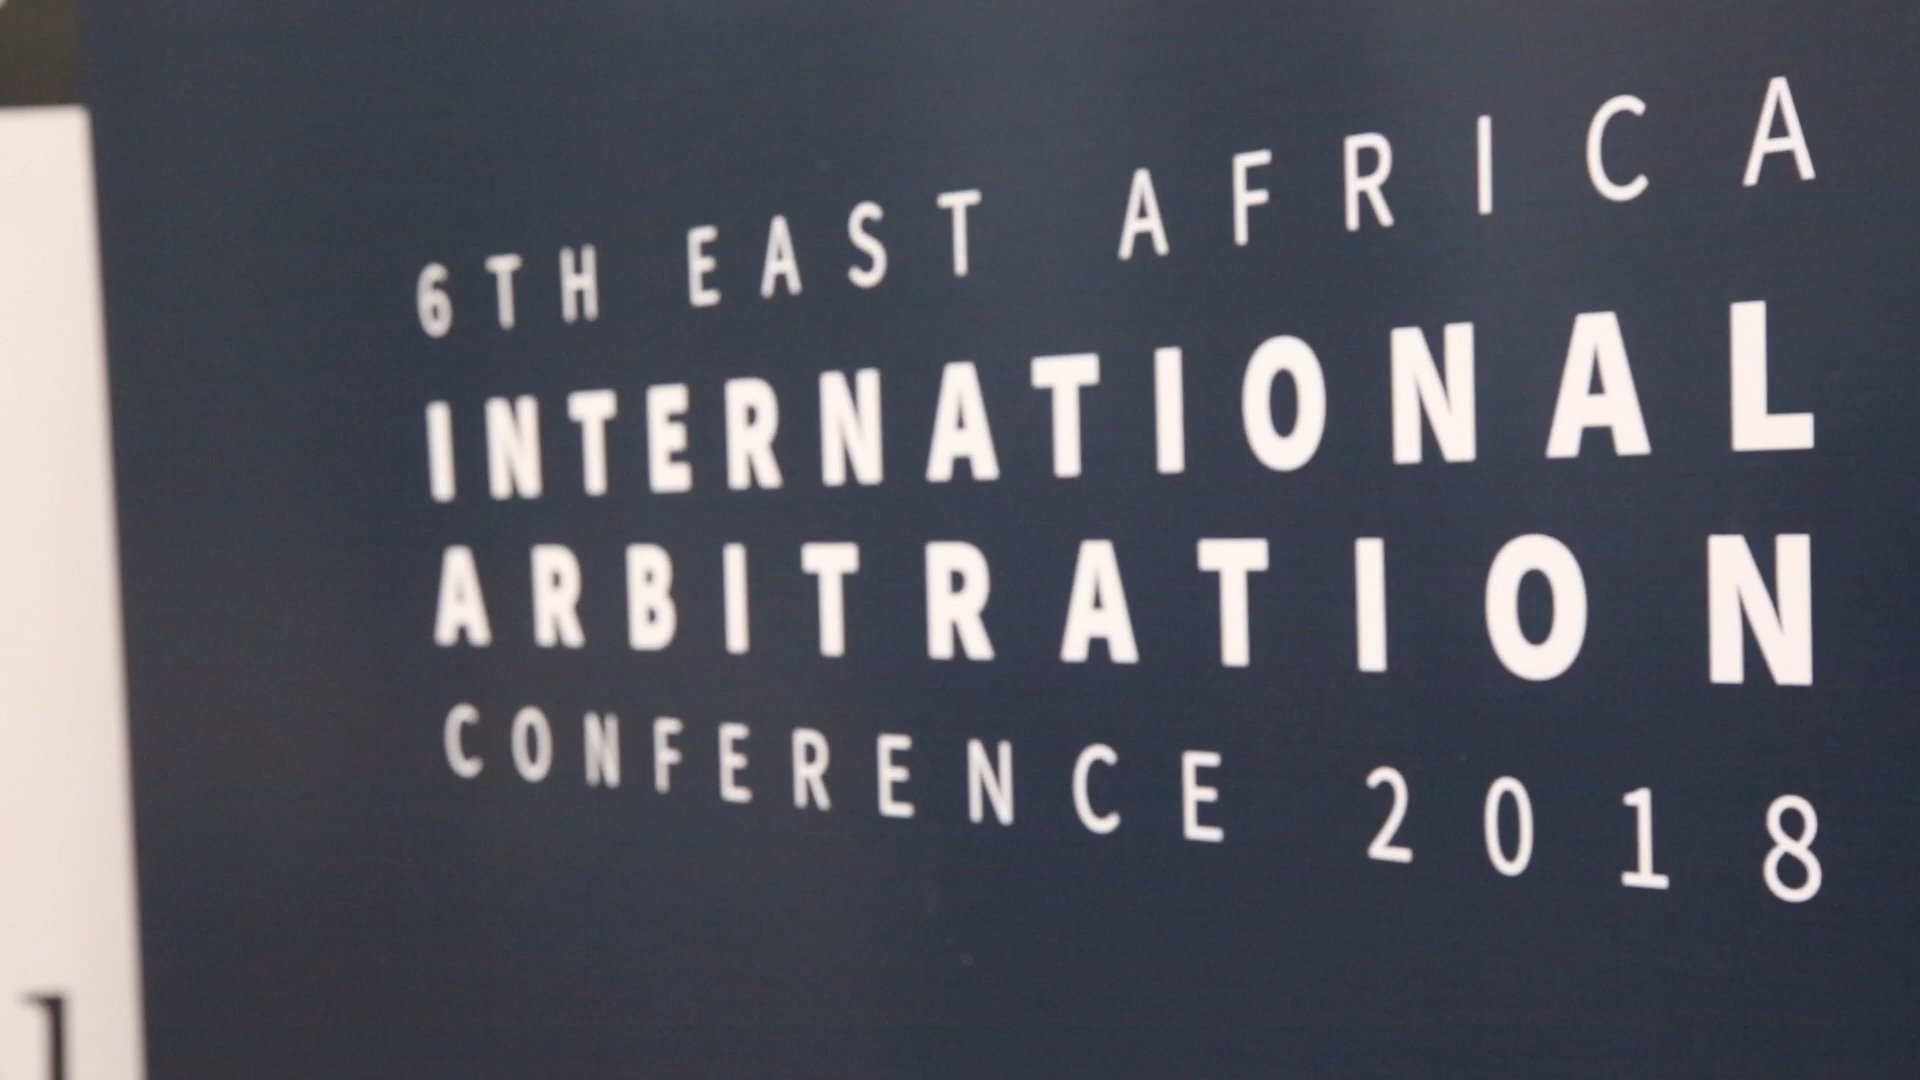 6TH EAST AFRICA
INTERNATIONAL
ARBITRATION
CONFERENCE 2018